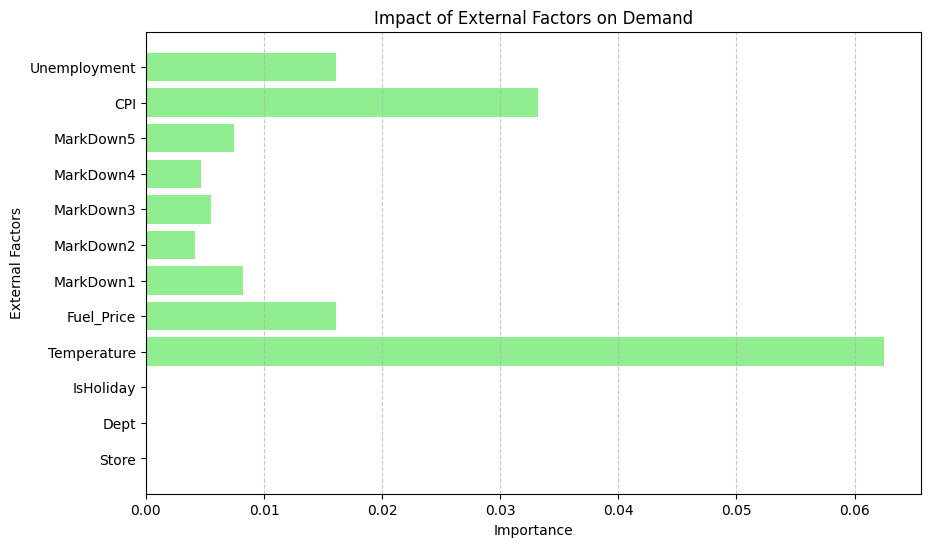 Impact of External Factors on Demand
External Factors
Unemployment
CPI
MarkDown5
MarkDown4
MarkDown3
MarkDown2
MarkDown1
Fuel_Price
Temperature
IsHoliday
Dept
Store
0.00 0.01 0.02 0.03 0.04 0.05 0.06
Importance